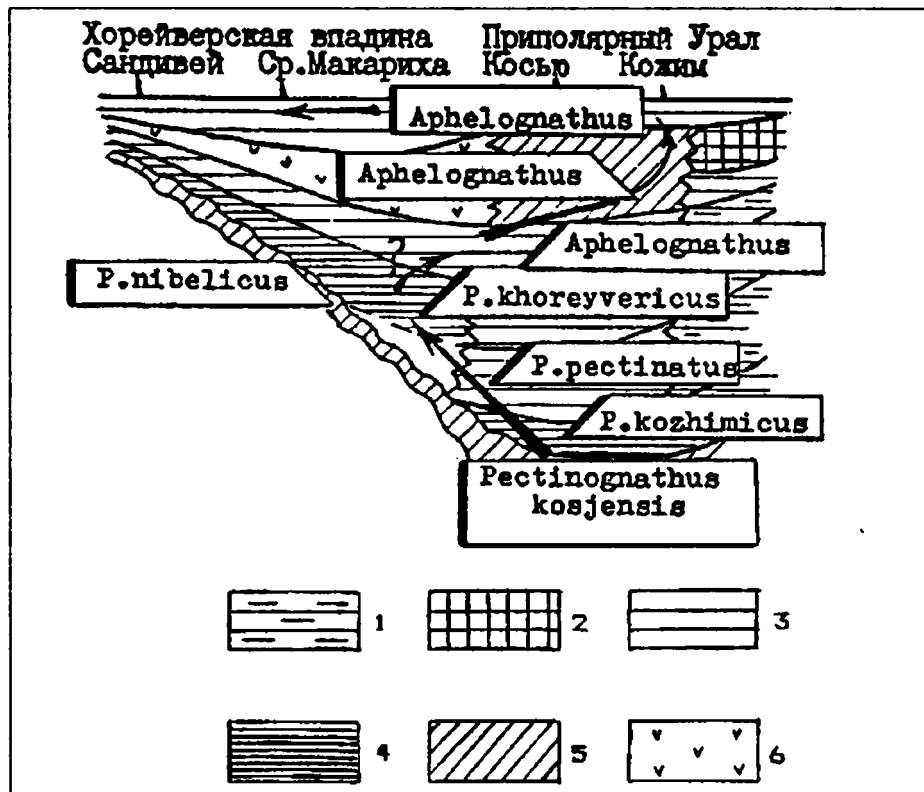 Хорейверская впадина Приполярный Урал
Сандивей Ср.Макариха Косью Кожим
Aphelognathus
Aphelognathus
Aphelognathus
P.nibelicus
P.khoreyvericus
P.pectinatus
P.kozhimicus
Pectinognathus
kosjensis
1 2 3
4 5 6